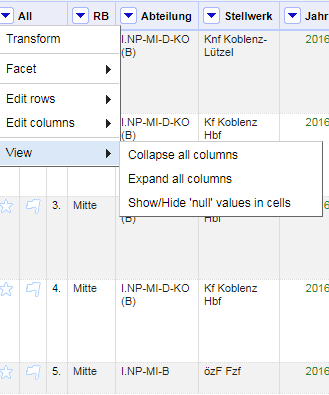 All RB Abteilung Stellwerk Jahr
Transform
Facet
Edit rows
Edit columns
View
Collapse all columns
Expand all columns
Show/Hide 'null' values in cells
I.NP-MI-D-KO Knf Koblenz- 2016
(B) Lützel
I.NP-MI-D-KO Kf Koblenz 2016
(B) Hbf
3. Mitte 2016
4. Mitte I.NP-MI-D-KO Kf Koblenz 2016
(B) Hbf
5. Mitte I.NP-MI-B özF Fzf 2016